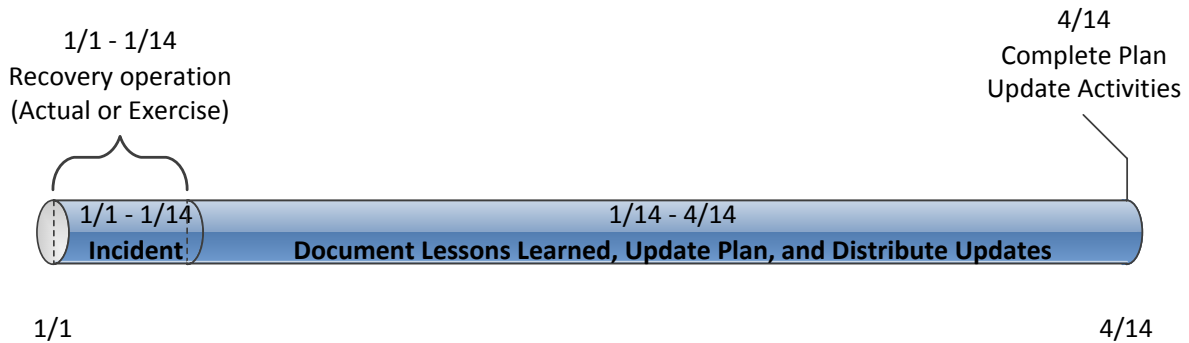 1/1 - 1/14
Recovery operation
(Actual or Exercise)
4/14
Complete Plan
Update Activities
1/1 - 1/14
Incident
1/14 - 4/14
Document Lessons Learned, Update Plan, and Distribute Updates
1/1
4/14